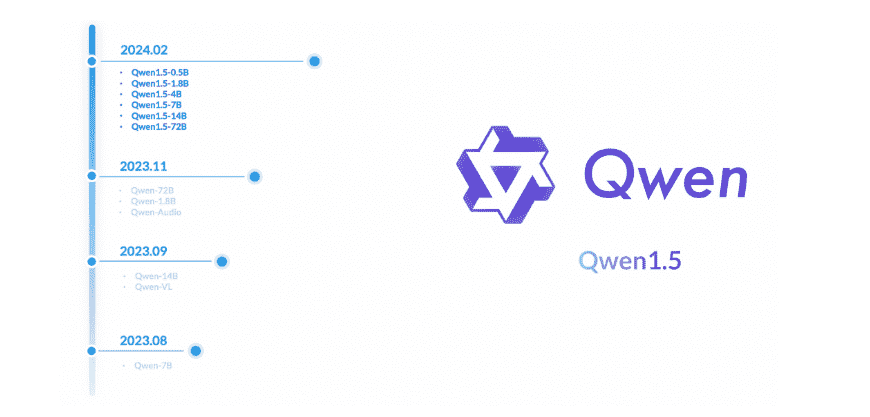 2024.02
• Qwen1.5-0.5B
• Qwen1.5-1.8B
• Qwen1.5-4B
• Qwen1.5-7B
• Qwen1.5-14B
• Qwen1.5-72B
2023.11
• Qwen-72B
• Qwen-1.8B
• Qwen-Audio
2023.09
• Qwen-14B
• Qwen-VL
2023.08
• Qwen-7B
Qwen
Qwen1.5